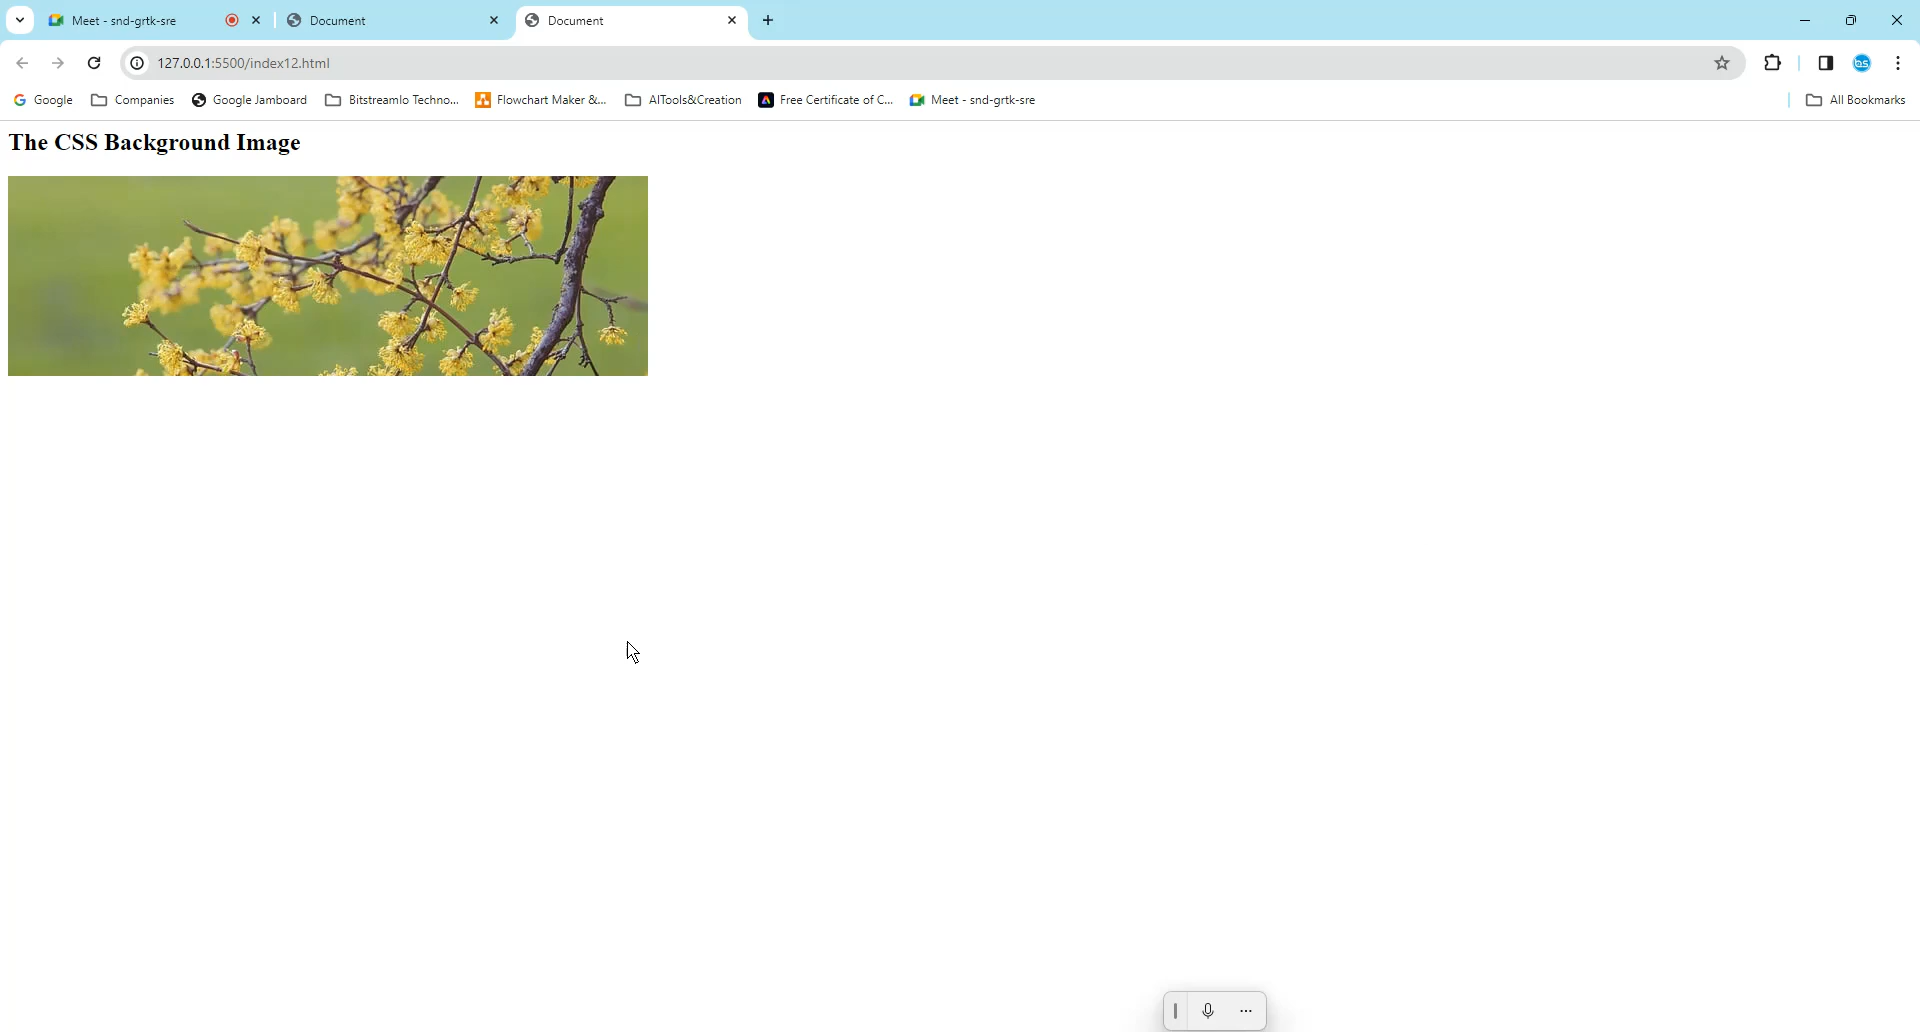 Meet - snd-grtk-sre
Document
Document
127.0.0.1:5500/index12.html
as
Google
Companies
Google Jamboard
Bitstreamlo Techno...
Flowchart Maker &...
AITools&Creation
Free Certificate of C...
Meet - snd-grtk-sre
All Bookmarks
The CSS Background Image